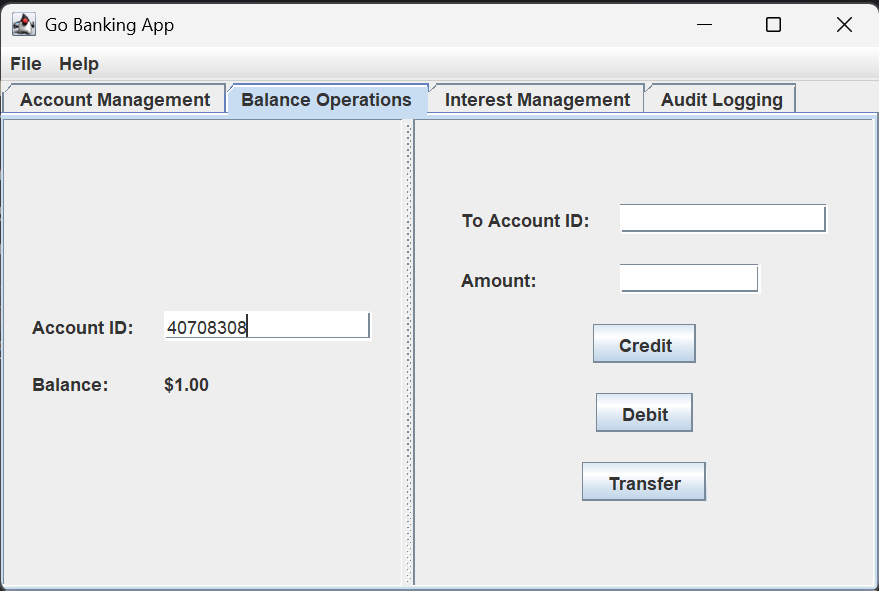 Go Banking App
File Help
Account Management Balance Operations Interest Management Audit Logging
To Account ID:
Amount:
Account ID: 40708308
Credit
Balance: $1.00
Debit
Transfer